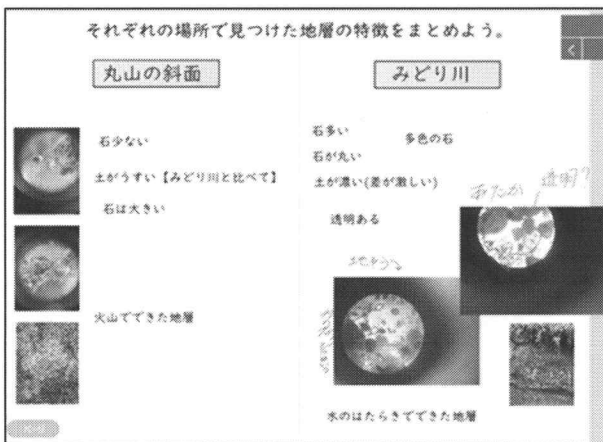 それぞれの場所で見つけた地層の特徴をまとめよう。
丸山の斜面
石少ない
土がうすい【みどり川と比べて】
石は大きい
火山でできた地層
みどり川
石多い
多色の石
石が丸い
土が濃い(差が激しい)
透明?
透明ある
水のはたらきでできた地層